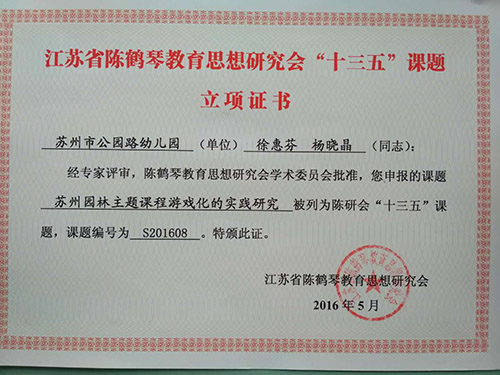 江苏省陈鹤琴教育思想研究会“十三五”课题
立项证书
苏州市公园路幼儿园 (单位) 徐惠芬 杨晓晶 (同志)：
经专家评审，陈鹤琴教育思想研究会学术委员会批准，您申报的课题
苏州园林主题课程游戏化的实践研究 被列为陈研会“十三五”课
题，课题编号为 S201608 。特颁此证。
江苏省陈鹤琴教育思想研究会
2016 年 5 月